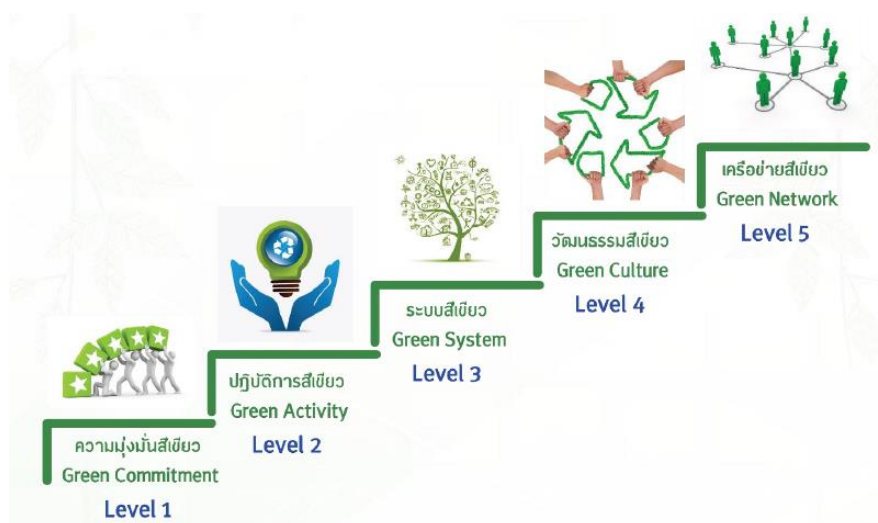 ความมุ่งมั่นสีเขียว
Green Commitment
Level 1
ปฏิบัติการสีเขียว
Green Activity
Level 2
ระบบสีเขียว
Green System
Level 3
วัฒนธรรมสีเขียว
Green Culture
Level 4
เครือข่ายสีเขียว
Green Network
Level 5